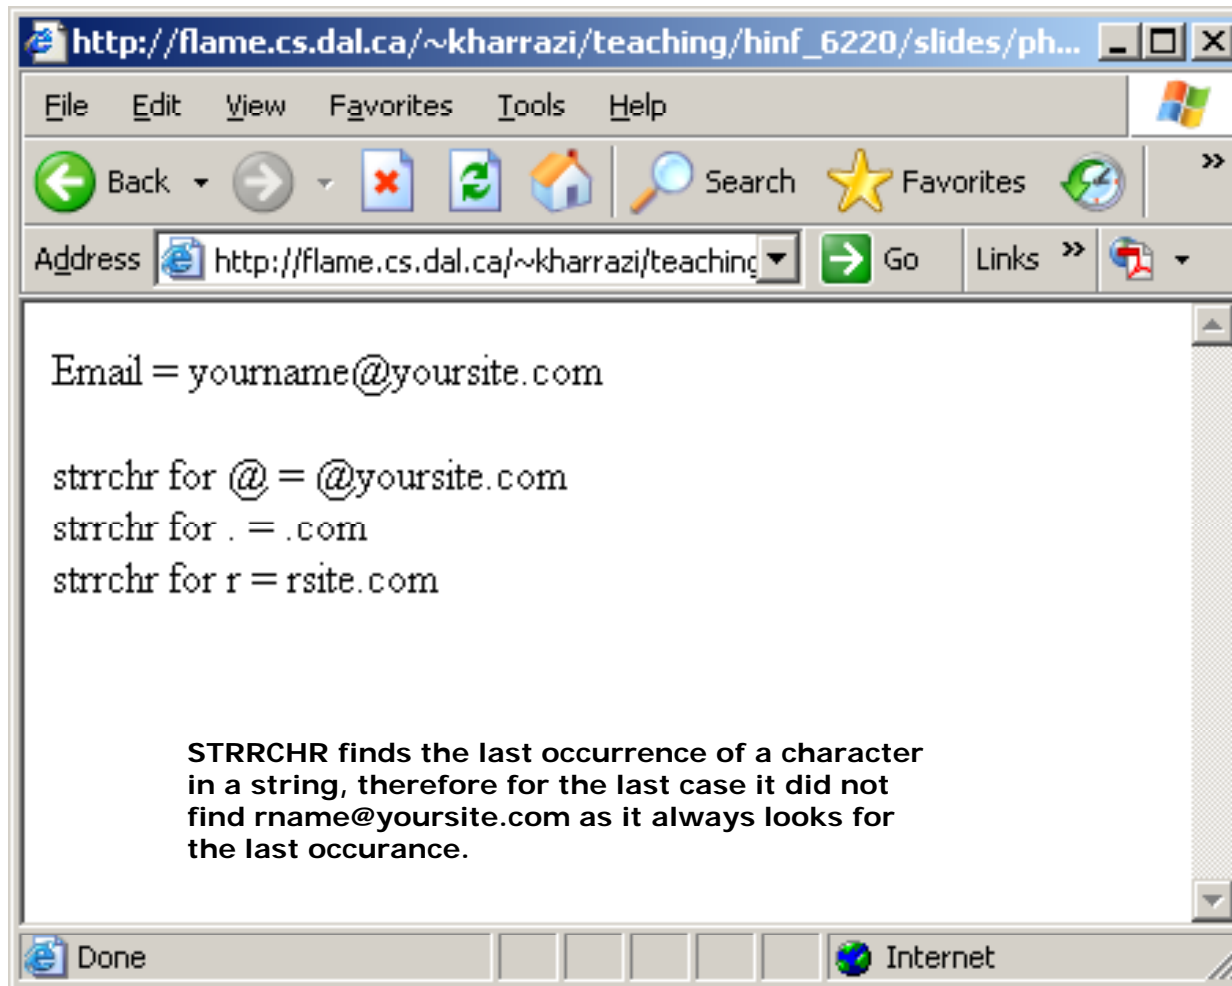 http://flame.cs.dal.ca/~kharrazi/teaching/hinf_6220/slides/ph...
File Edit View Favorites Tools Help
Back Search Favorites »
Address http://flame.cs.dal.ca/~kharrazi/teaching Go Links »
Email = yourname@yoursite.com
strrchr for @ = @yoursite.com
strrchr for . = .com
strrchr for r = rsite.com
STRRCHR finds the last occurrence of a character
in a string, therefore for the last case it did not
find rname@yoursite.com as it always looks for
the last occurance.
Done Internet